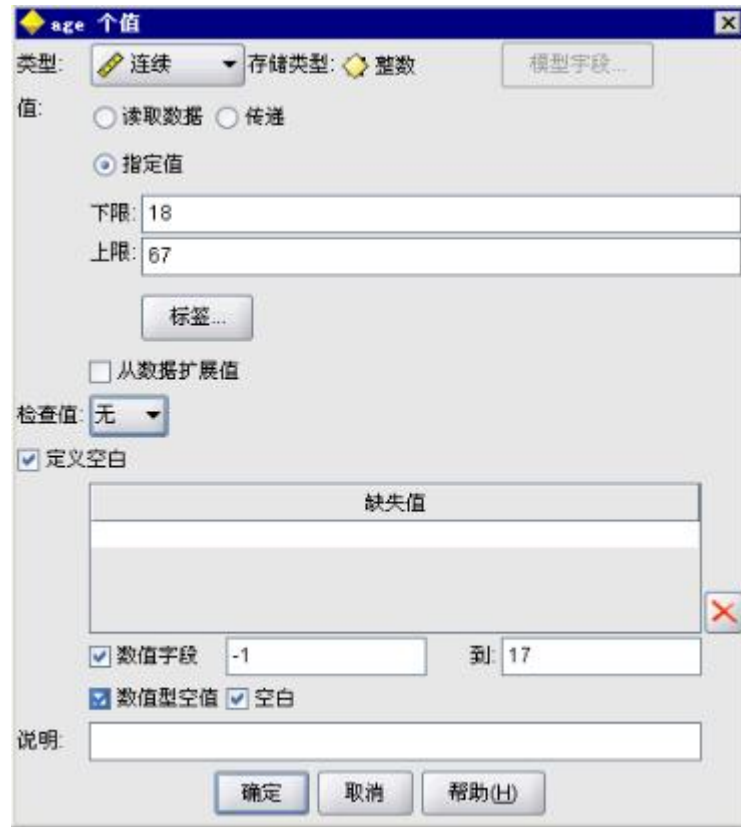 age 个值
类型: 连续 存储类型: 整数 模型字段...
值: 读取数据 传递
指定值
下限: 18
上限: 67
标签...
从数据扩展值
检查值: 无
定义空白
缺失值
数值字段 -1 到: 17
数值型空值 空白
说明:
确定 取消 帮助(H)